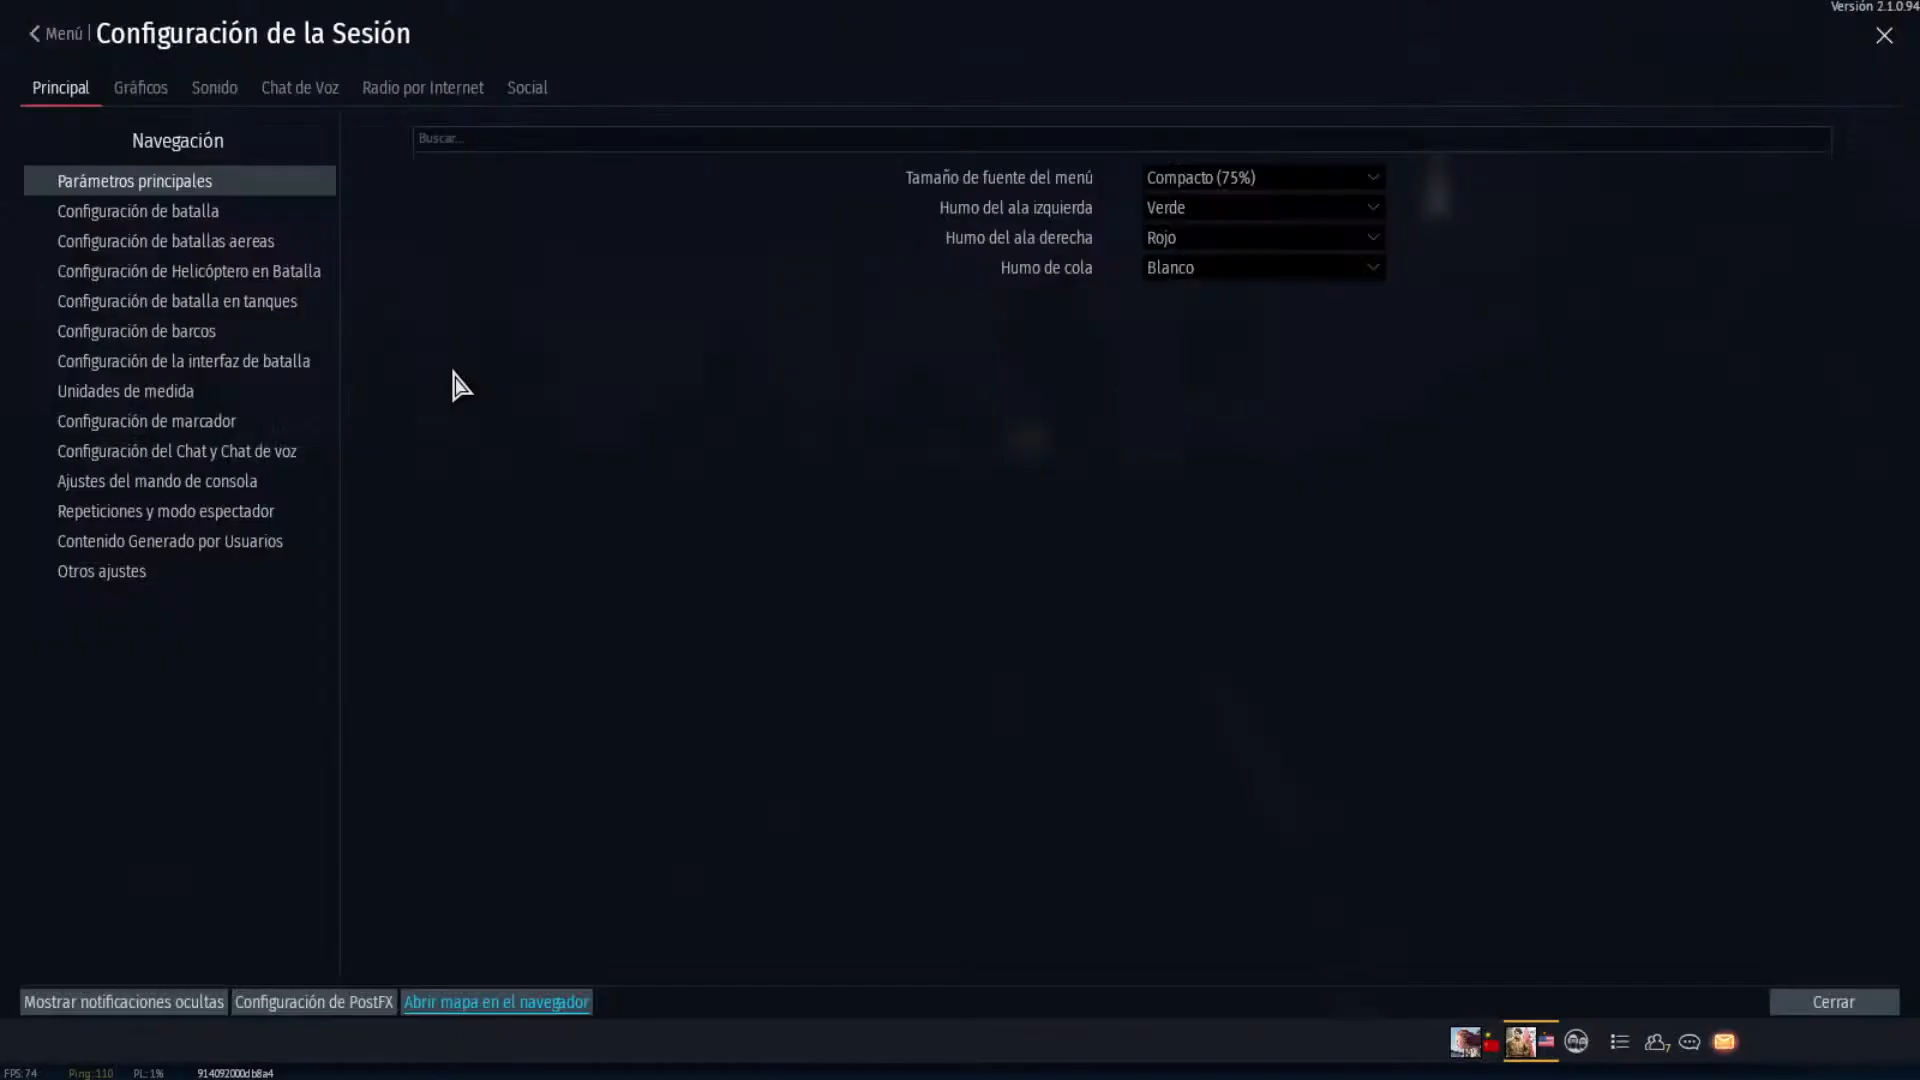 Versión 2.1.0.94
Menú | Configuración de la Sesión
Principal Gráficos Sonido Chat de Voz Radio por Internet Social
Navegación
Parámetros principales
Configuración de batalla
Configuración de batallas aereas
Configuración de Helicóptero en Batalla
Configuración de batalla en tanques
Configuración de barcos
Configuración de la interfaz de batalla
Unidades de medida
Configuración de marcador
Configuración del Chat y Chat de voz
Ajustes del mando de consola
Repeticiones y modo espectador
Contenido Generado por Usuarios
Otros ajustes
Buscar...
Tamaño de fuente del menú Compacto (75%)
Humo del ala izquierda Verde
Humo del ala derecha Rojo
Humo de cola Blanco
Mostrar notificaciones ocultas Configuración de PostFX Abrir mapa en el navegador Cerrar
7
FPS: 74 Ping: 110 PL: 1% 914092000db8a4